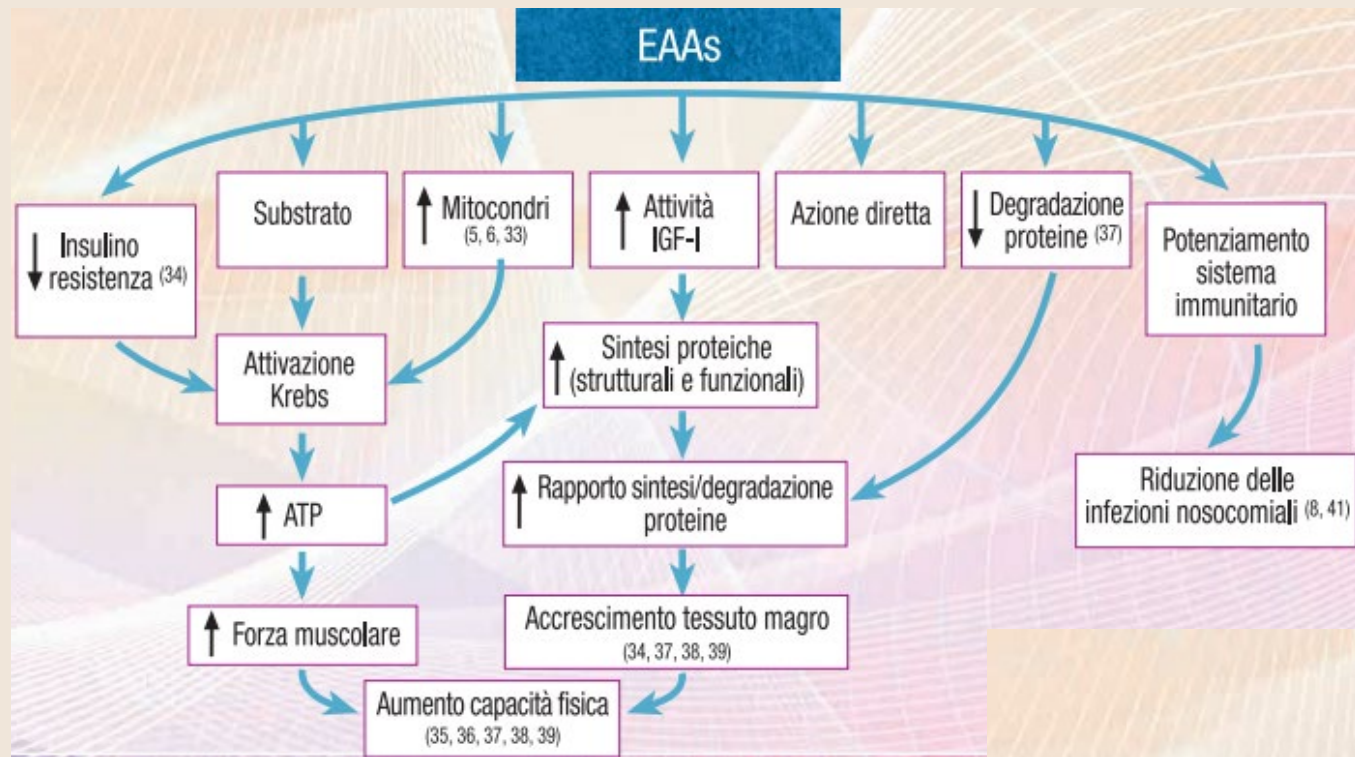 EAAs
↓ Insulino
resistenza (34)
Substrato
↑ Mitocondri
(5, 6, 33)
↑ Attività
IGF-I
Azione diretta
↓ Degradazione
proteine (37)
Potenziamento
sistema
immunitario
Attivazione
Krebs
↑ Sintesi proteiche
(strutturali e funzionali)
↑ ATP
↑ Rapporto sintesi/degradazione
proteine
Riduzione delle
infezioni nosocomiali (8, 41)
↑ Forza muscolare
Accrescimento tessuto magro
(34, 37, 38, 39)
Aumento capacità fisica
(35, 36, 37, 38, 39)